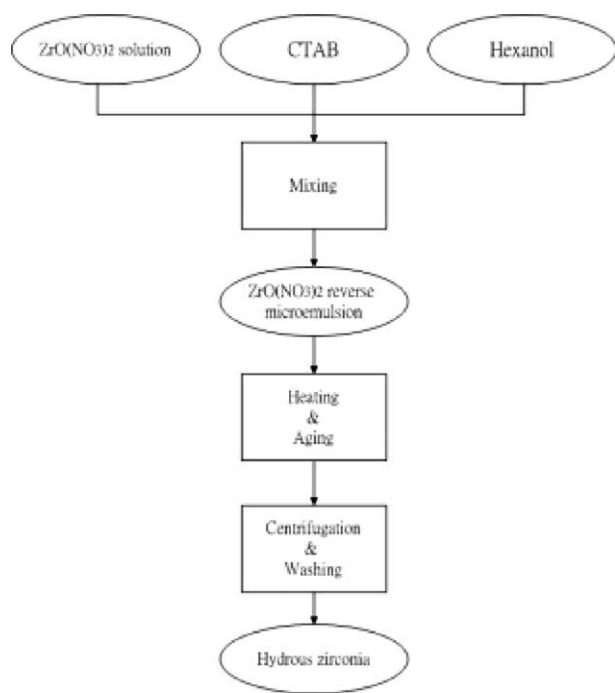 ZrO(NO3)2 solution
CTAB
Hexanol
Mixing
ZrO(NO3)2 reverse
microemulsion
Heating
&
Aging
Centrifugation
&
Washing
Hydrous zirconia